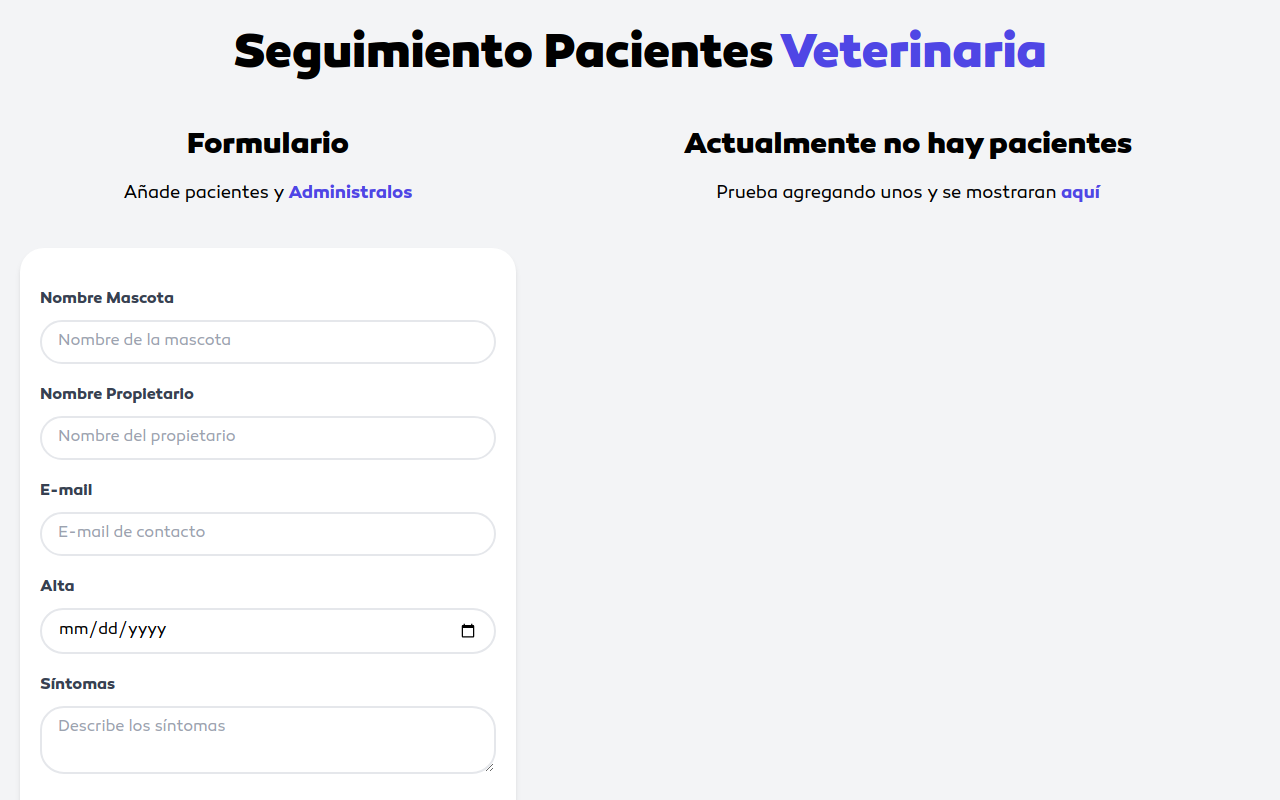 Seguimiento Pacientes Veterinaria
Formulario
Añade pacientes y Administralos
Actualmente no hay pacientes
Prueba agregando unos y se mostraran aquí
Nombre Mascota
Nombre de la mascota
Nombre Propietario
Nombre del propietario
E-mail
E-mail de contacto
Alta
mm/dd/yyyy
Síntomas
Describe los síntomas